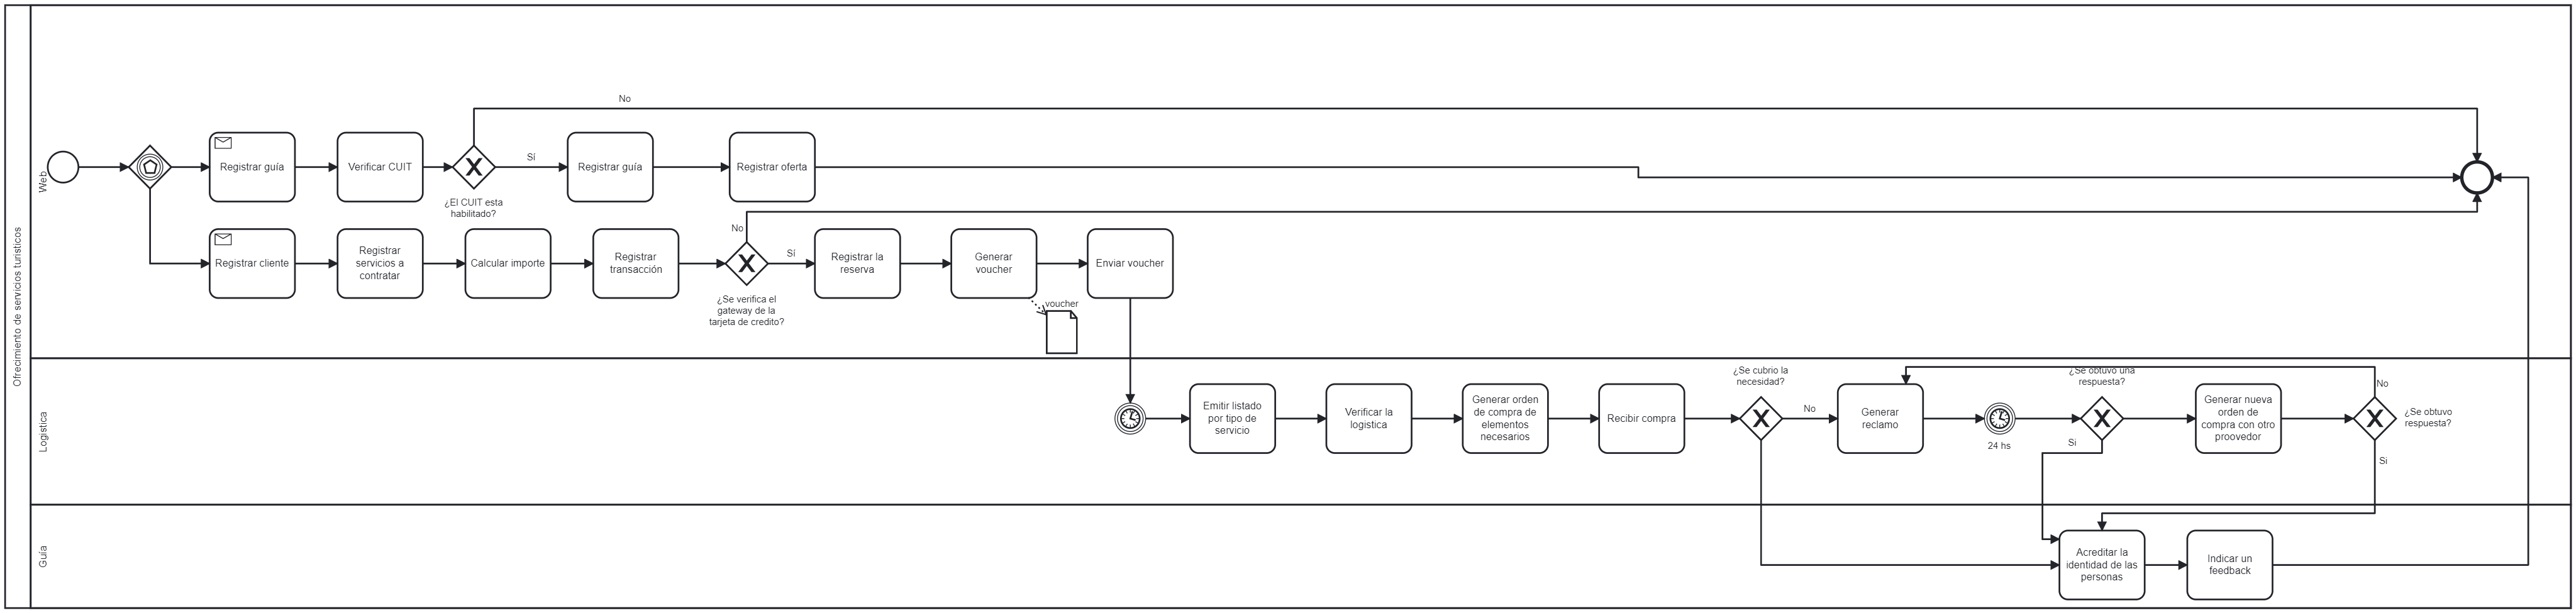 Ofrecimiento de servicios turisticos
Web
No
Registrar guía
Verificar CUIT
Sí
Registrar guía
Registrar oferta
¿El CUIT esta
habilitado?
No
Registrar cliente
Registrar
servicios a
contratar
Calcular importe
Registrar
transacción
Sí
Registrar la
reserva
Generar
voucher
Enviar voucher
¿Se verifica el
gateway de la
tarjeta de credito?
voucher
Logistica
Emitir listado
por tipo de
servicio
Verificar la
logistica
Generar orden
de compra de
elementos
necesarios
Recibir compra
¿Se cubrio la
necesidad?
No
Generar
reclamo
24 hs
¿Se obtuvo una
respuesta?
Si
Generar nueva
orden de
compra con otro
proovedor
No
¿Se obtuvo
respuesta?
Si
Guía
Acreditar la
identidad de las
personas
Indicar un
feedback